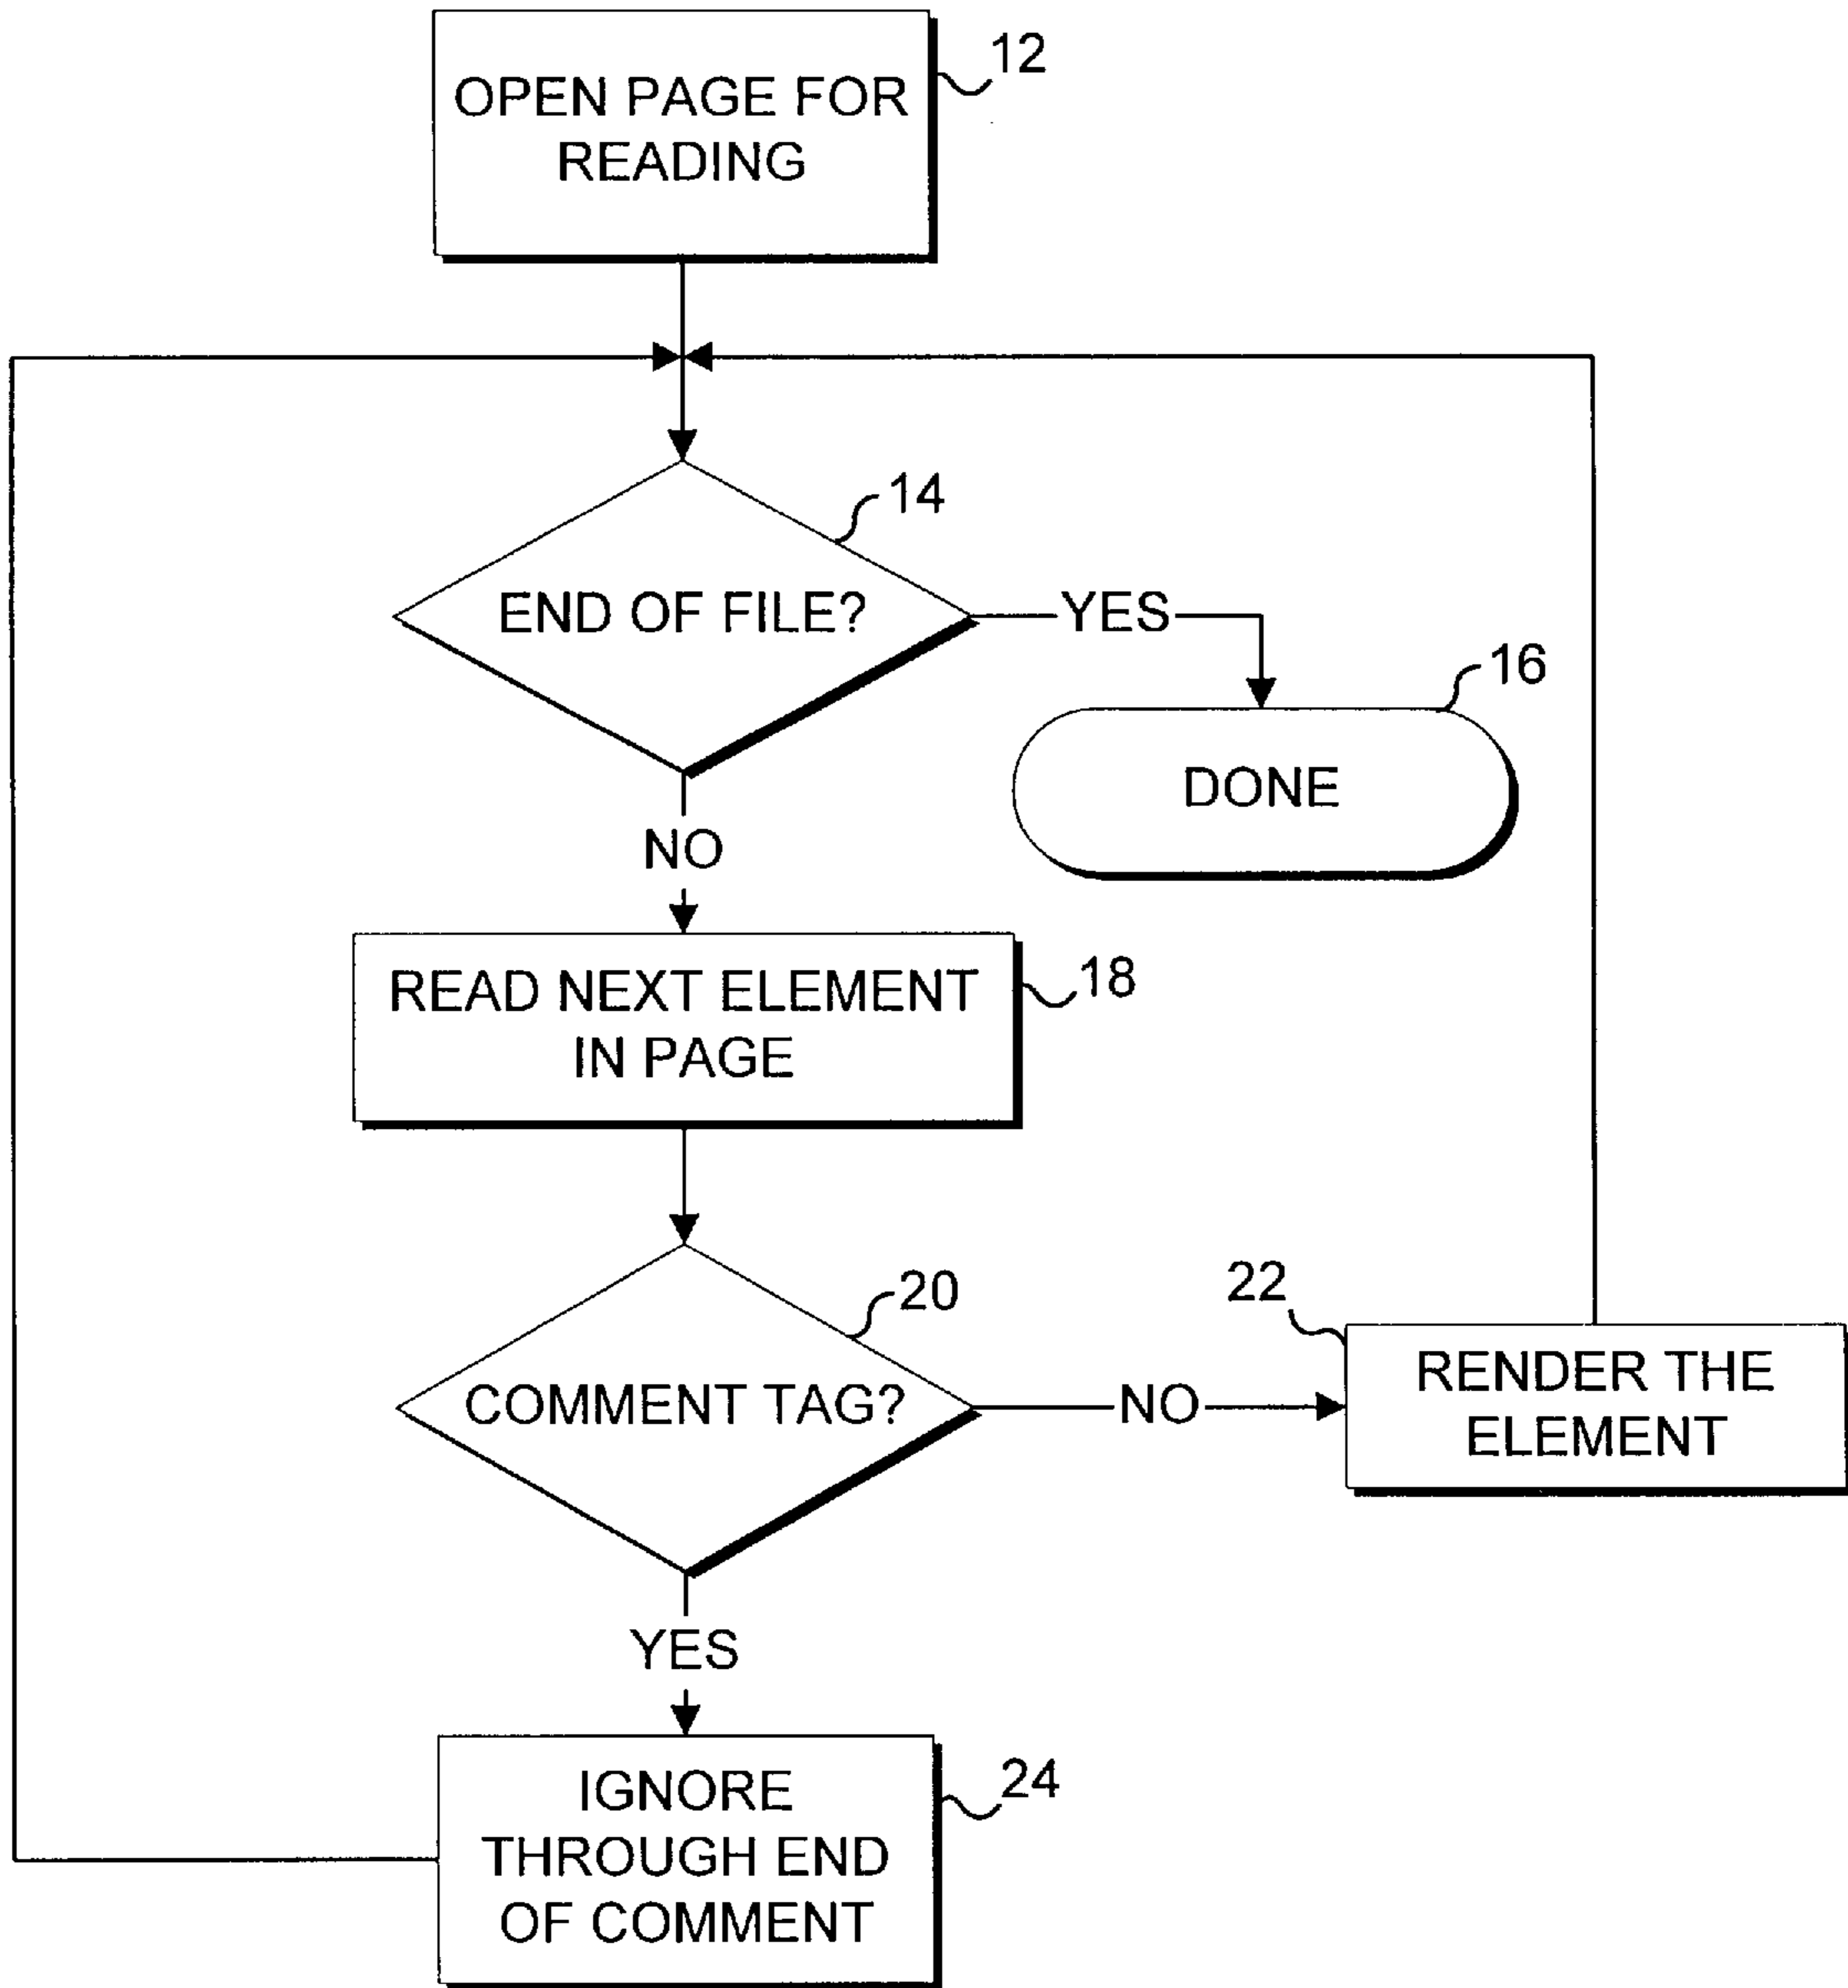 OPEN PAGE FOR
READING
12
14
END OF FILE?
YES
16
DONE
NO
READ NEXT ELEMENT
IN PAGE
18
20
COMMENT TAG?
NO
22
RENDER THE
ELEMENT
YES
IGNORE
THROUGH END
OF COMMENT
24